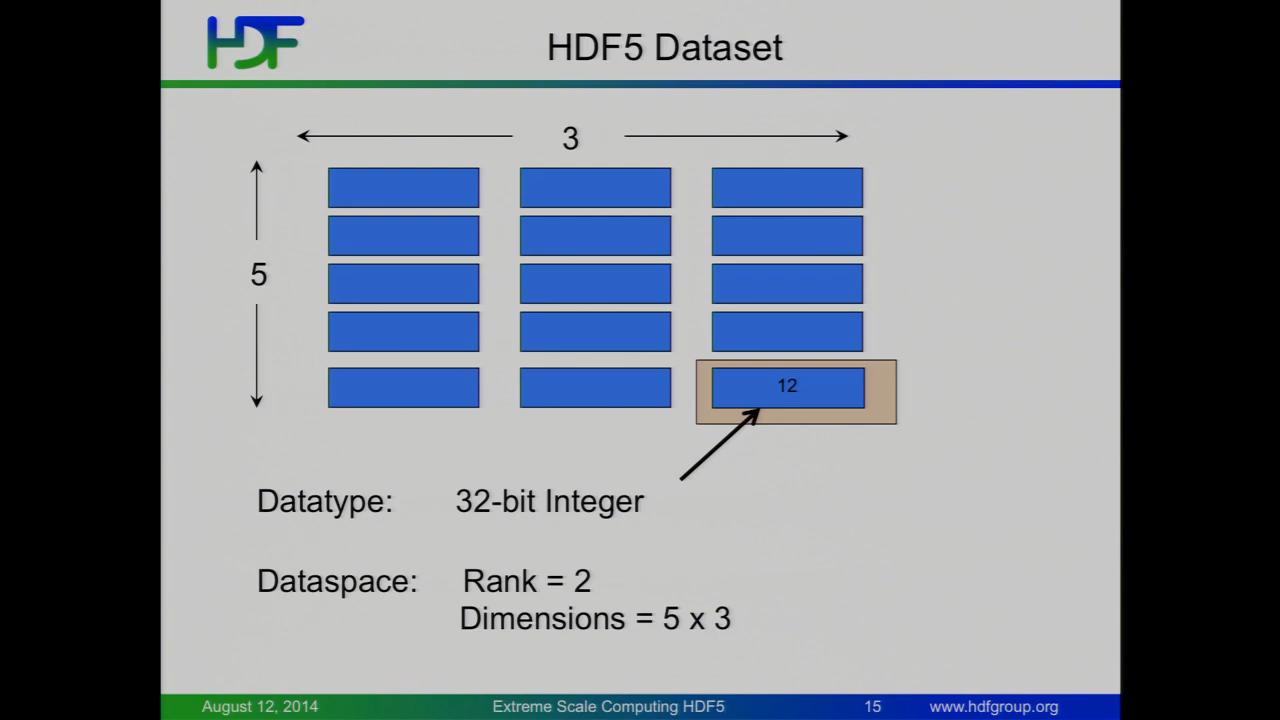 HDF
HDF5 Dataset
3
5
12
Datatype: 32-bit Integer
Dataspace: Rank = 2
Dimensions = 5 x 3
August 12, 2014 Extreme Scale Computing HDF5 15 www.hdfgroup.org